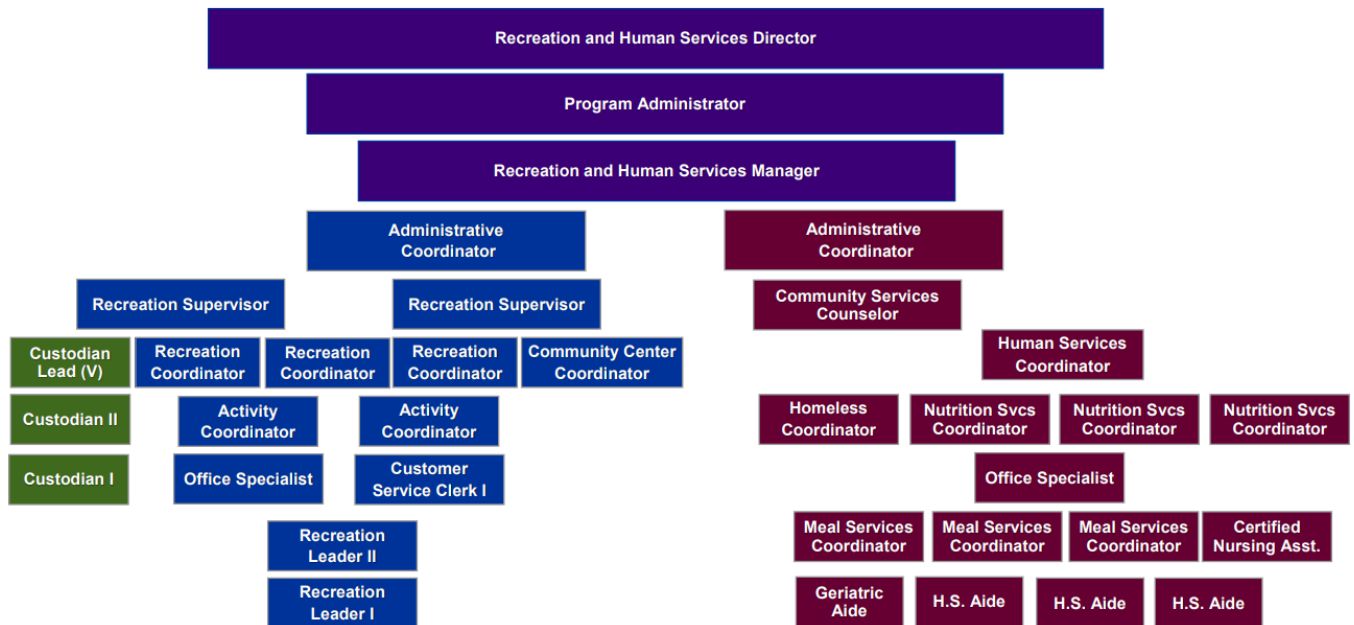 Recreation and Human Services Director
Program Administrator
Recreation and Human Services Manager
Administrative
Coordinator
Administrative
Coordinator
Recreation Supervisor
Recreation Supervisor
Community Services
Counselor
Custodian
Lead (V)
Recreation
Coordinator
Recreation
Coordinator
Recreation
Coordinator
Community Center
Coordinator
Human Services
Coordinator
Custodian II
Activity
Coordinator
Activity
Coordinator
Homeless
Coordinator
Nutrition Svcs
Coordinator
Nutrition Svcs
Coordinator
Nutrition Svcs
Coordinator
Custodian I
Office Specialist
Customer
Service Clerk I
Office Specialist
Recreation
Leader II
Meal Services
Coordinator
Meal Services
Coordinator
Meal Services
Coordinator
Certified
Nursing Asst.
Recreation
Leader I
Geriatric
Aide
H.S. Aide
H.S. Aide
H.S. Aide